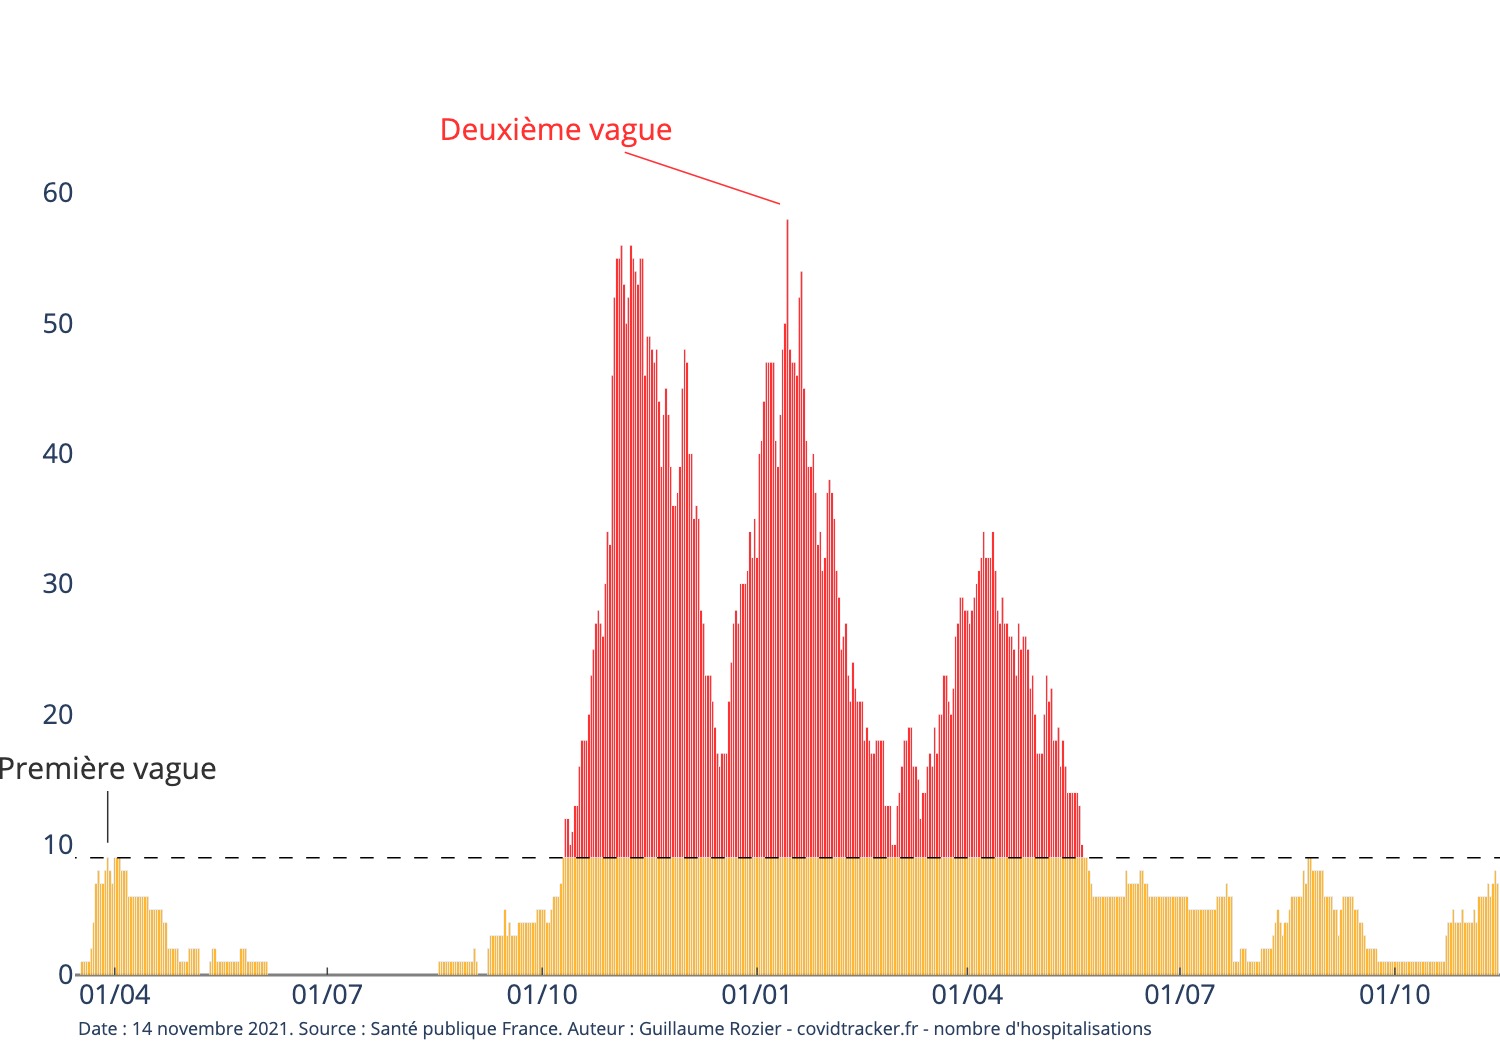 Deuxième vague
60
50
40
30
20
Première vague
10
0
01/04 01/07 01/10 01/01 01/04 01/07 01/10
Date : 14 novembre 2021. Source : Santé publique France. Auteur : Guillaume Rozier - covidtracker.fr - nombre d'hospitalisations